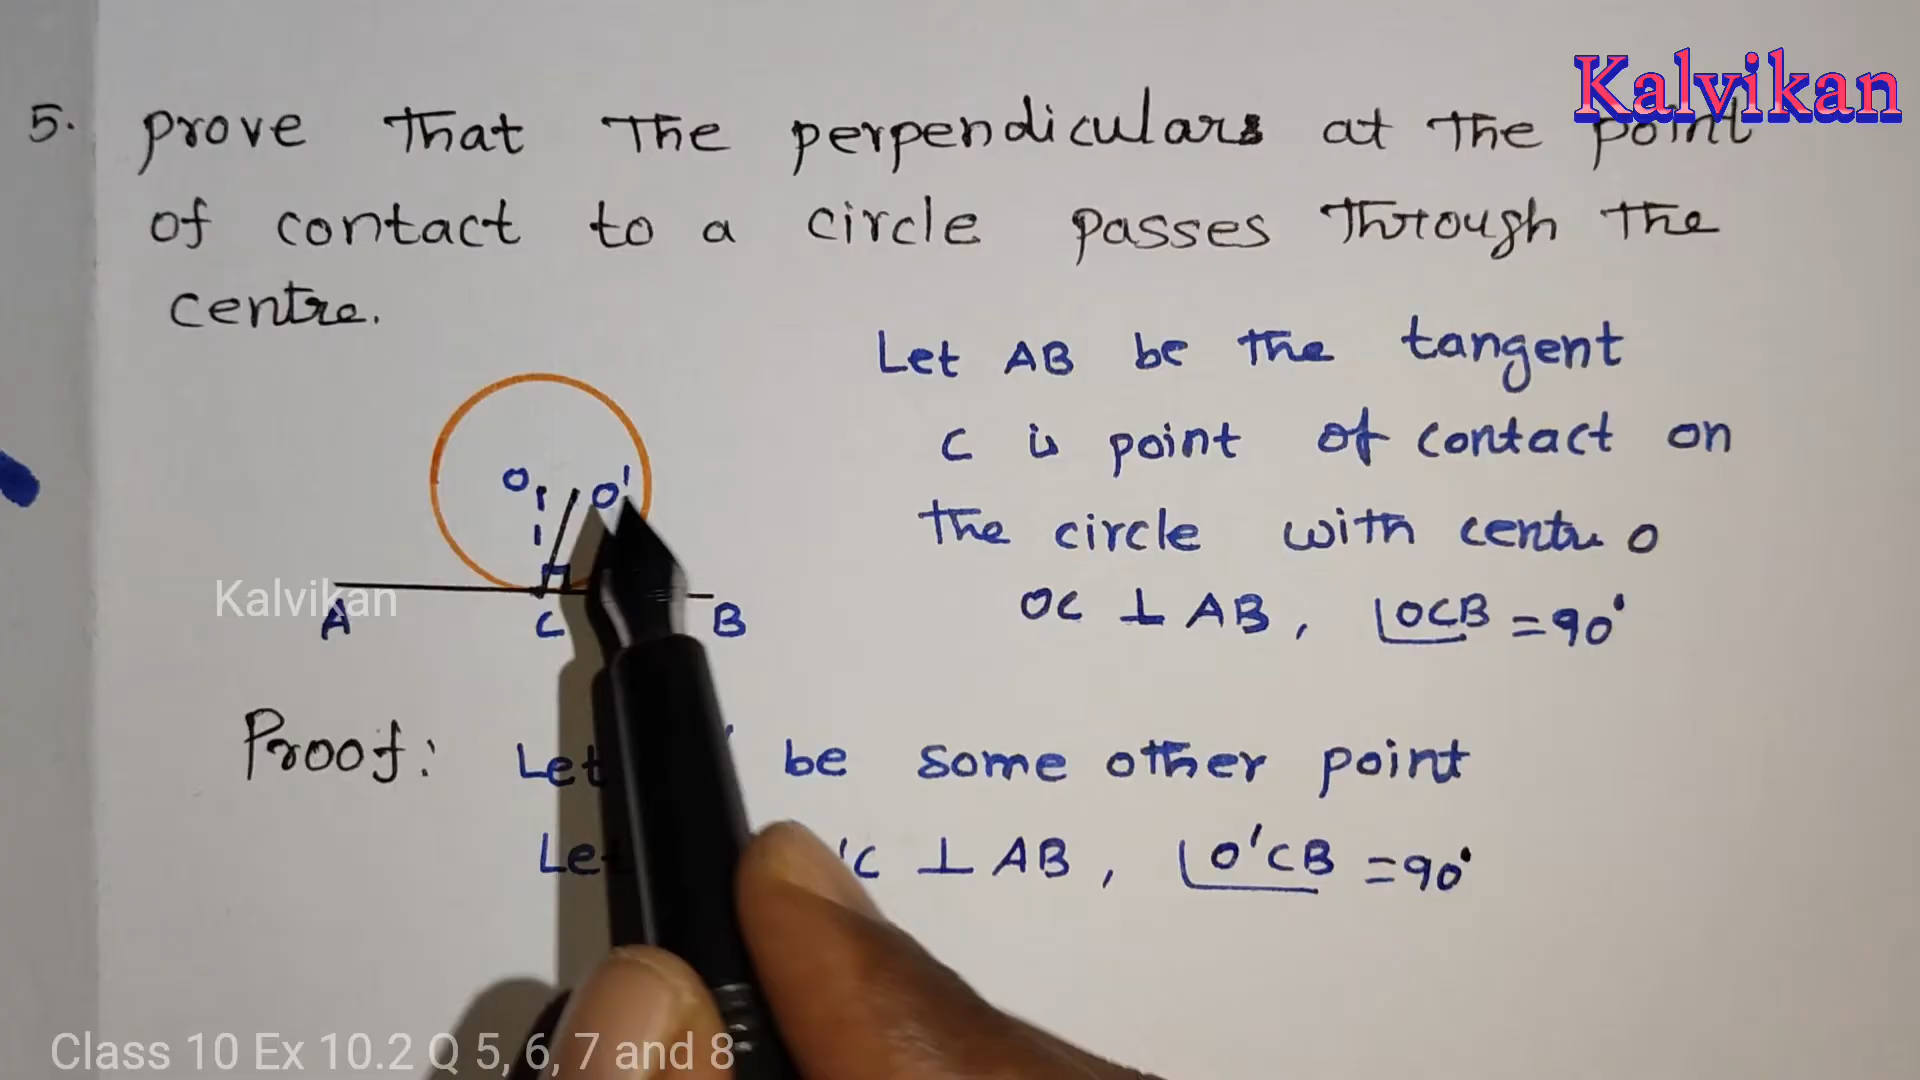 Kalvikan
5. Prove that the perpendiculars at the point
of contact to a circle passes through the
centre.
Let AB be the tangent
C is point of contact on
the circle with centre O
OC ⊥ AB, ∠OCB = 90°
O O'
Kalvikan
A C B
Proof: Let be some other point
Let 'C ⊥ AB, ∠O'CB = 90°
Class 10 Ex 10.2 Q 5, 6, 7 and 8